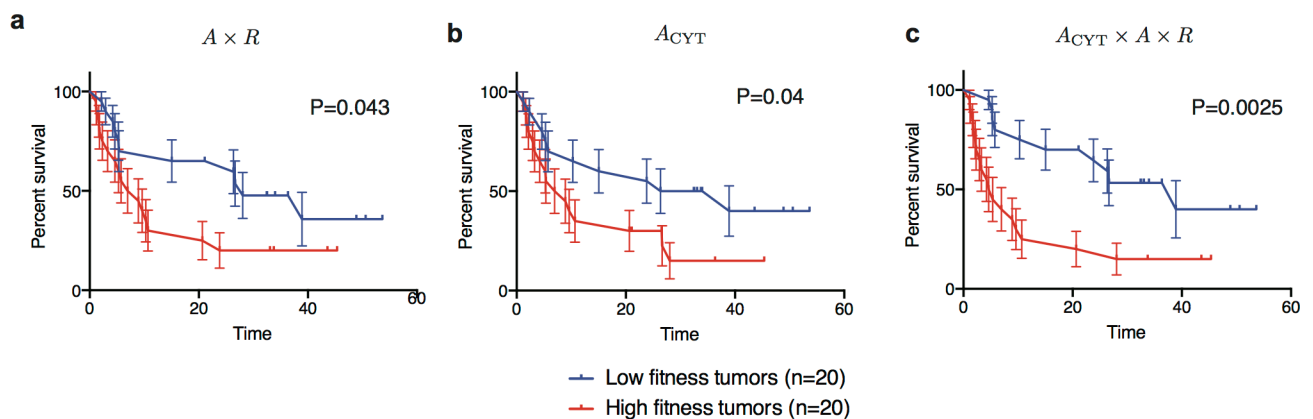 a
A × R
100
50
0
Percent survival
P=0.043
0 20 40 60
Time
b
A_CYT
100
50
0
Percent survival
P=0.04
0 20 40 60
Time
c
A_CYT × A × R
100
50
0
Percent survival
P=0.0025
0 20 40 60
Time
Low fitness tumors (n=20)
High fitness tumors (n=20)